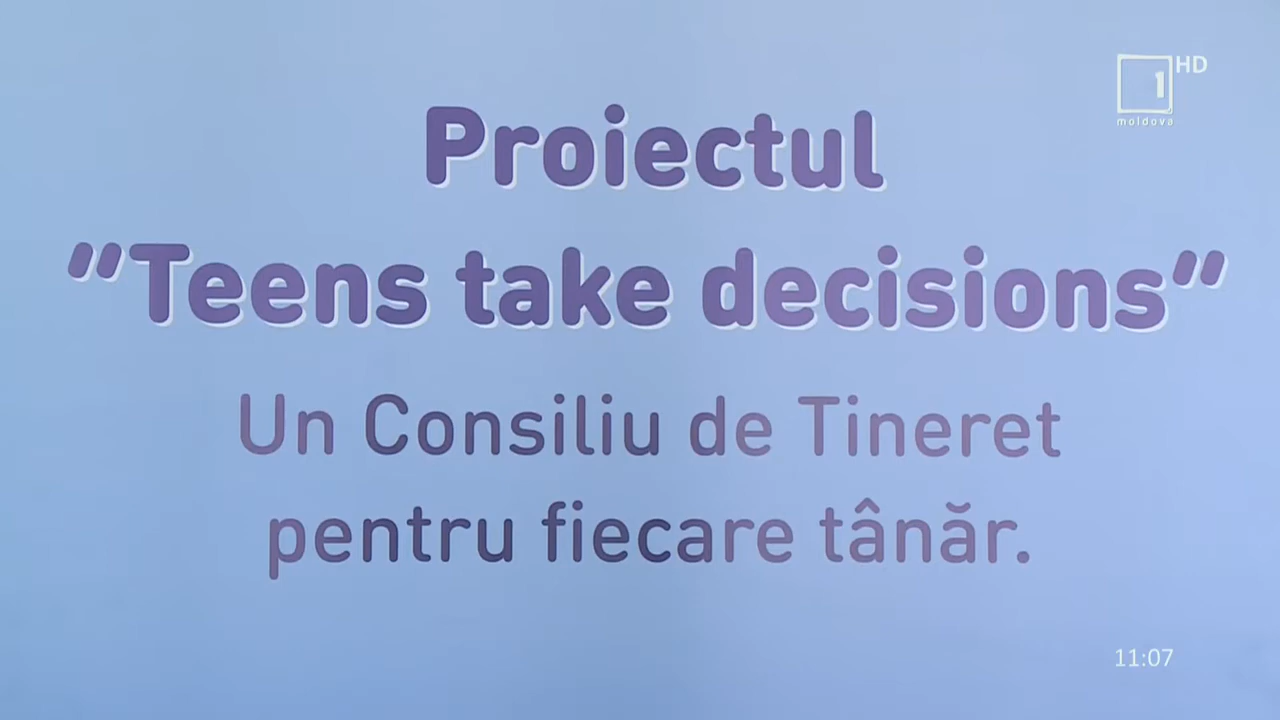 HD
1
moldova
Proiectul
"Teens take decisions"
Un Consiliu de Tineret
pentru fiecare tânăr.
11:07